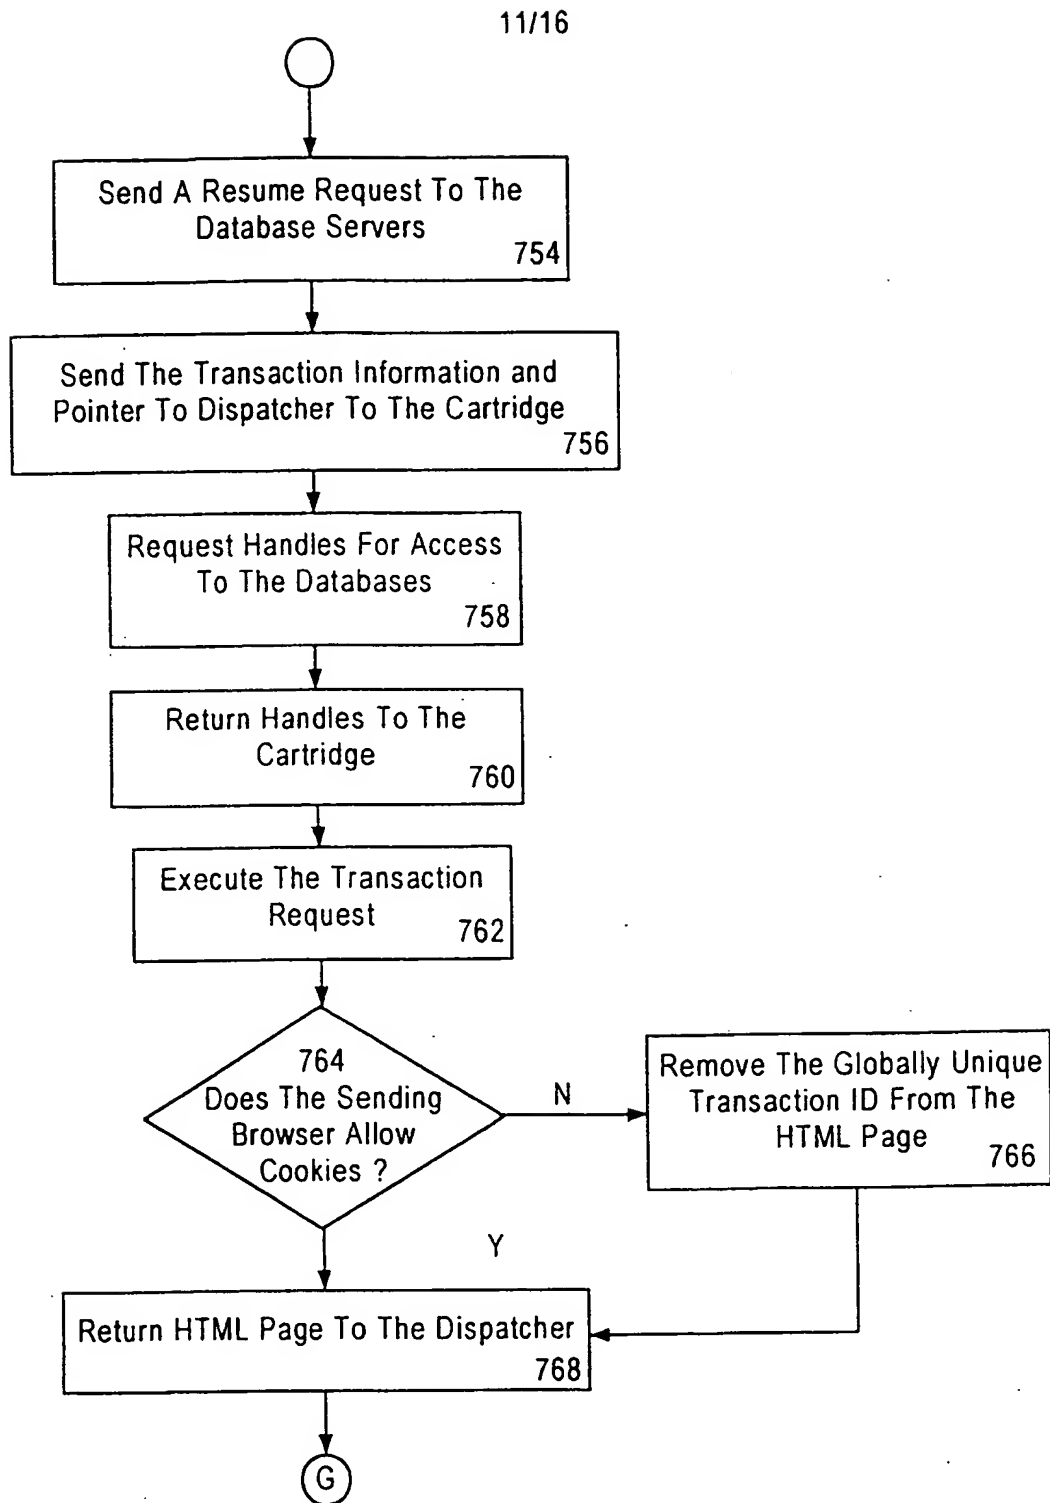 11/16
Send A Resume Request To The
Database Servers
754
Send The Transaction Information and
Pointer To Dispatcher To The Cartridge
756
Request Handles For Access
To The Databases
758
Return Handles To The
Cartridge
760
Execute The Transaction
Request
762
764
Does The Sending
Browser Allow
Cookies ?
N
Remove The Globally Unique
Transaction ID From The
HTML Page
766
Y
Return HTML Page To The Dispatcher
768
G